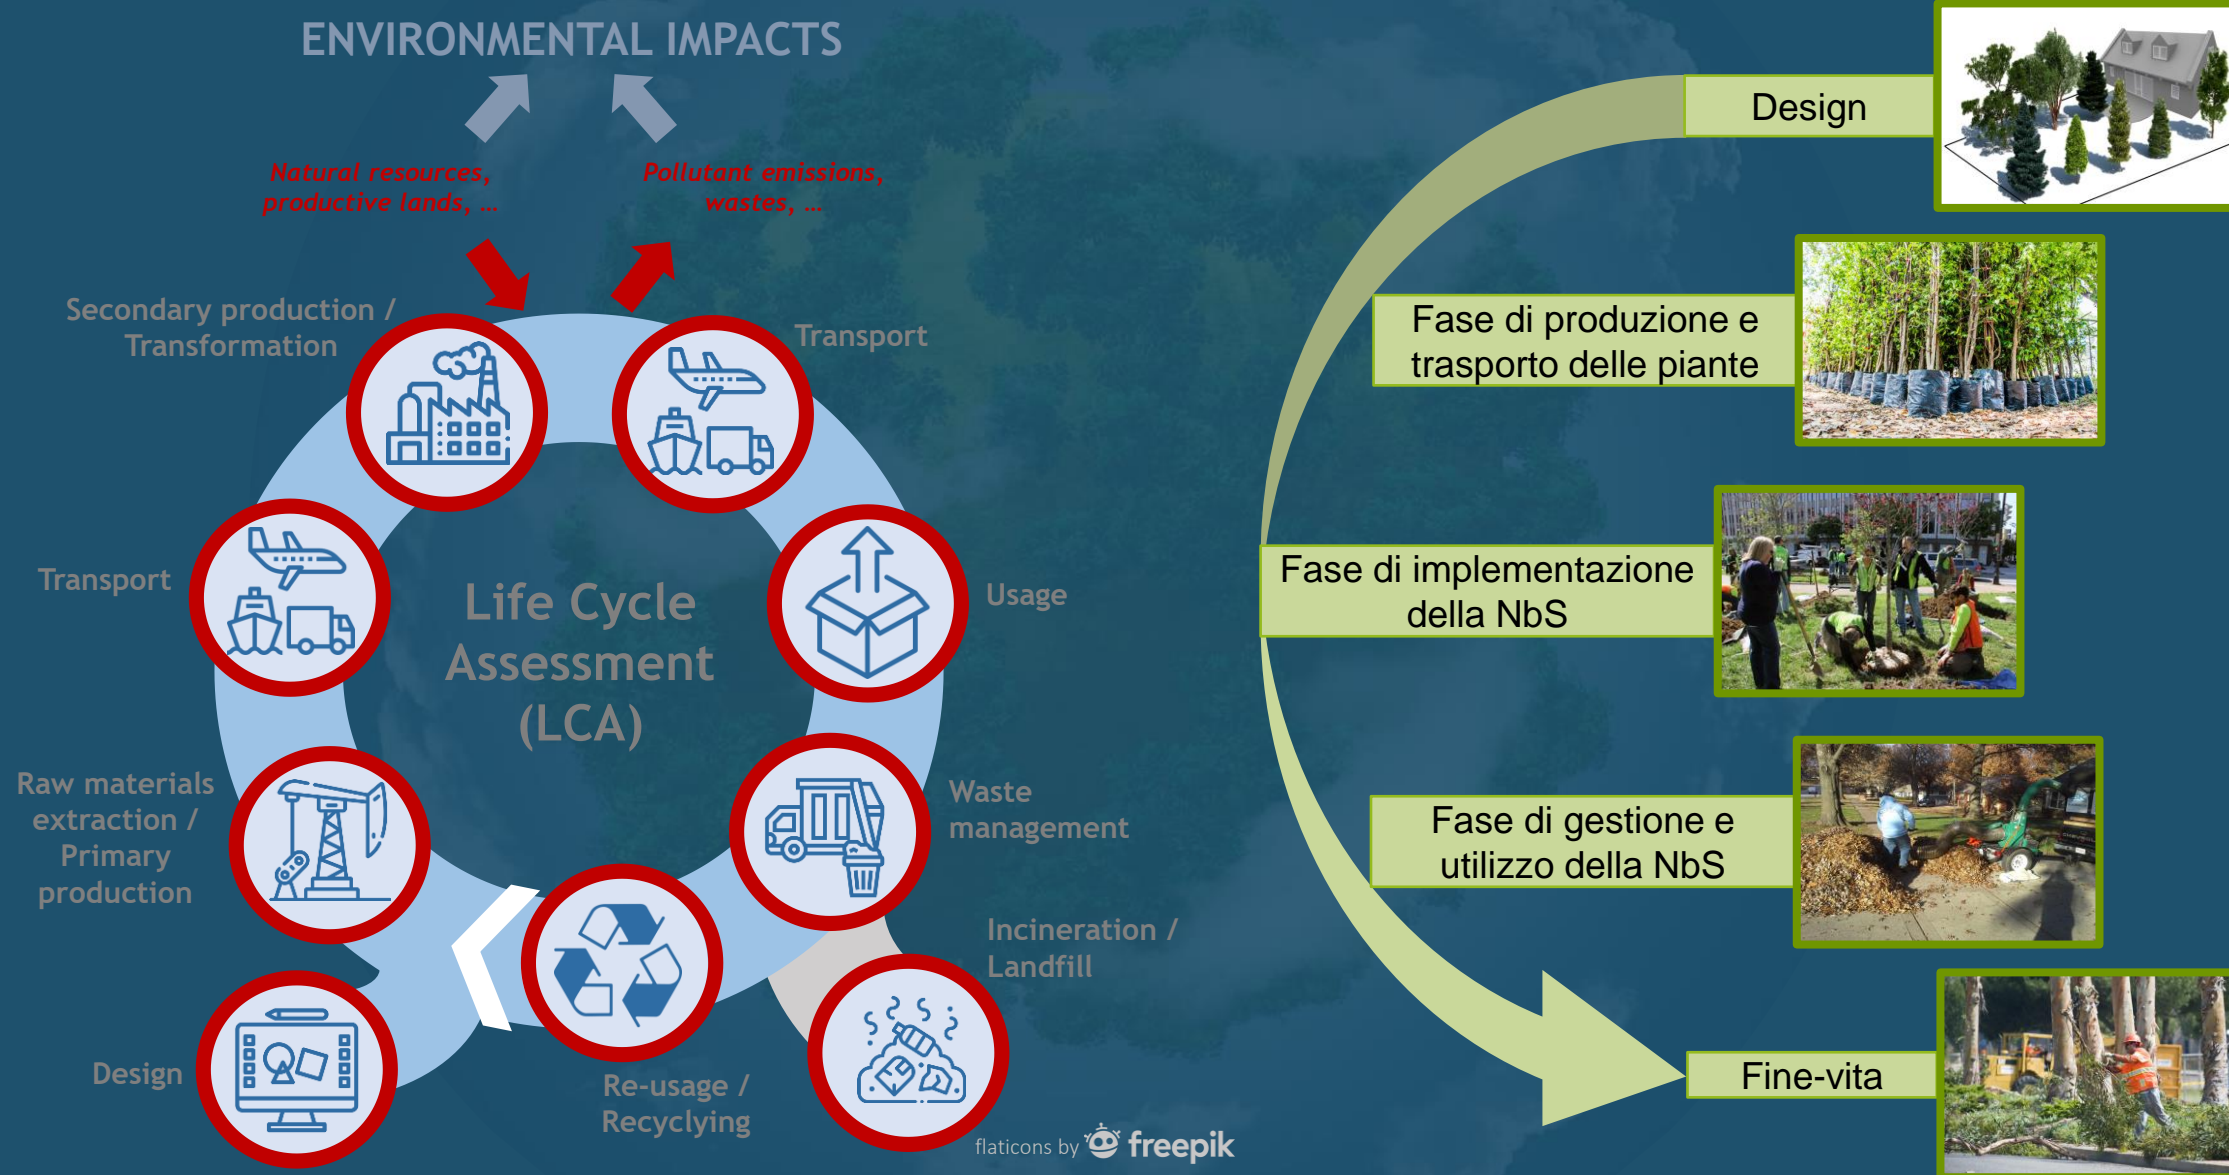 ENVIRONMENTAL IMPACTS
Natural resources,
productive lands, ...
Pollutant emissions,
wastes, ...
Secondary production /
Transformation
Transport
Transport
Usage
Life Cycle
Assessment
(LCA)
Raw materials
extraction /
Primary
production
Waste
management
Incineration /
Landfill
Design
Re-usage /
Recyclying
flaticons by freepik
Design
Fase di produzione e
trasporto delle piante
Fase di implementazione
della NbS
Fase di gestione e
utilizzo della NbS
Fine-vita